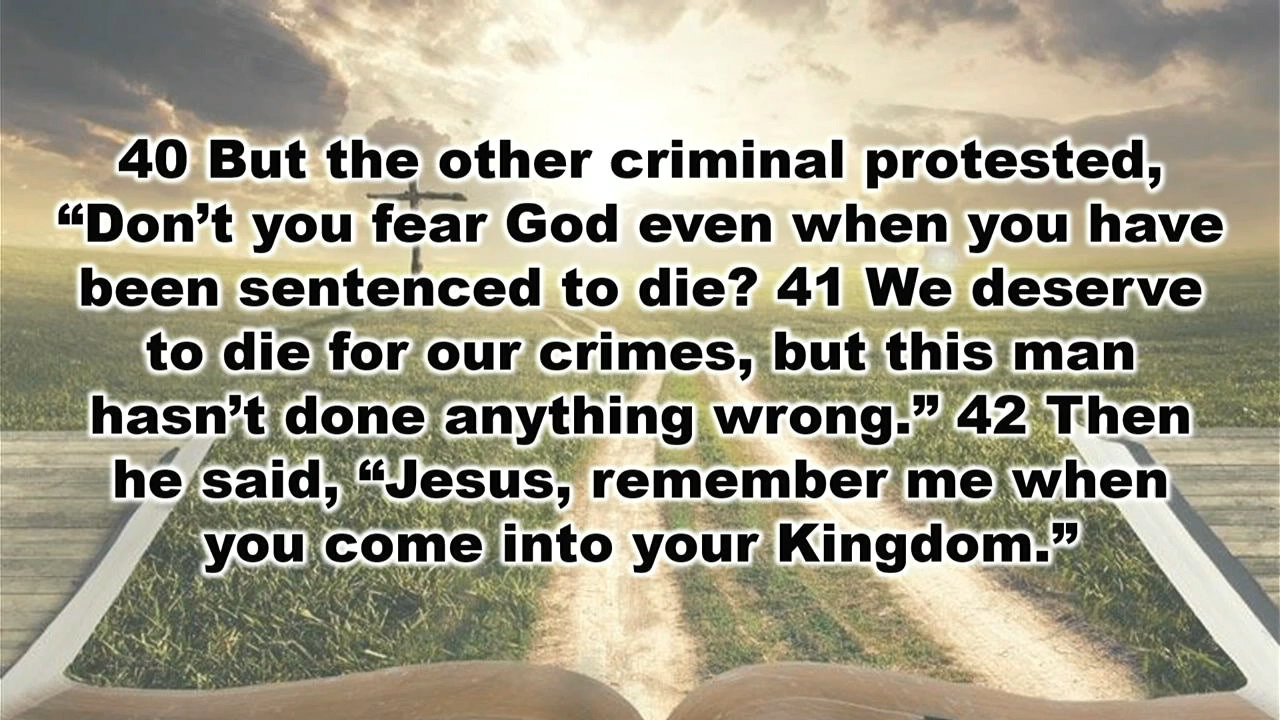 40 But the other criminal protested,
“Don’t you fear God even when you have
been sentenced to die? 41 We deserve
to die for our crimes, but this man
hasn’t done anything wrong.” 42 Then
he said, “Jesus, remember me when
you come into your Kingdom.”